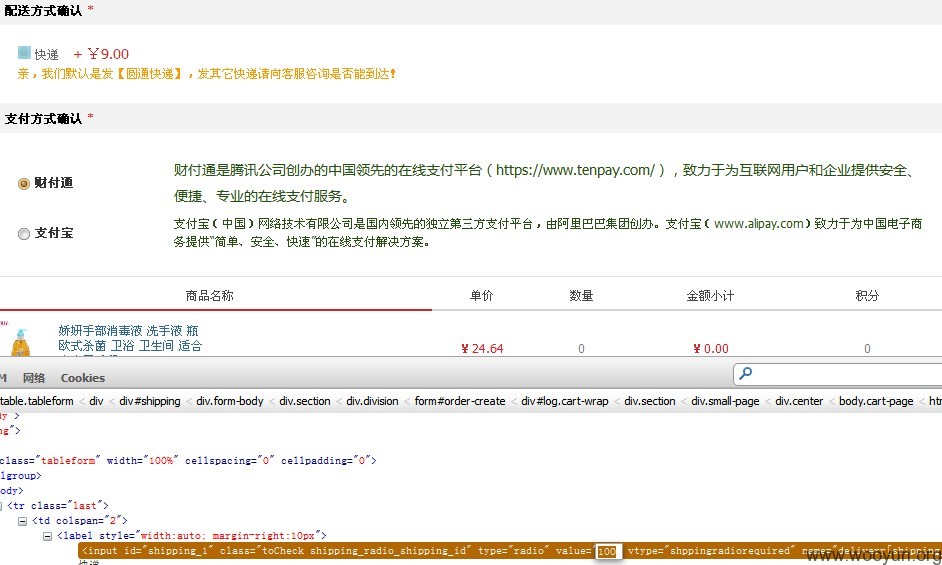 配送方式确认 *
快递 + ￥9.00
亲，我们默认是发【圆通快递】，发其它快递请向客服咨询是否能到达！
支付方式确认 *
财付通
财付通是腾讯公司创办的中国领先的在线支付平台（https://www.tenpay.com/），致力于为互联网用户和企业提供安全、
便捷、专业的在线支付服务。
支付宝
支付宝（中国）网络技术有限公司是国内领先的独立第三方支付平台，由阿里巴巴集团创办。支付宝（www.alipay.com）致力于为中国电子商
务提供“简单、安全、快速”的在线支付解决方案。
商品名称 单价 数量 金额小计 积分
娇妍手部消毒液 洗手液 瓶
欧式杀菌 卫浴 卫生间 适合
¥ 24.64 0 ¥ 0.00 0
M 网络 Cookies
table.tableform < div < div#shipping < div.form-body < div.section < div.division < form#order-create < div#log.cart-wrap < div.section < div.small-page < div.center < body.cart-page < htn
dy >
ng">
class="tableform" width="100%" cellspacing="0" cellpadding="0">
lgroup>
ody>
<tr class="last">
<td colspan="2">
<label style="width:auto; margin-right:10px">
<input id="shipping_1" class="toCheck shipping_radio_shipping_id" type="radio" value="100 vtype="shppingradiorequired" name="delivery[shipping
快递
www.wooyun.org